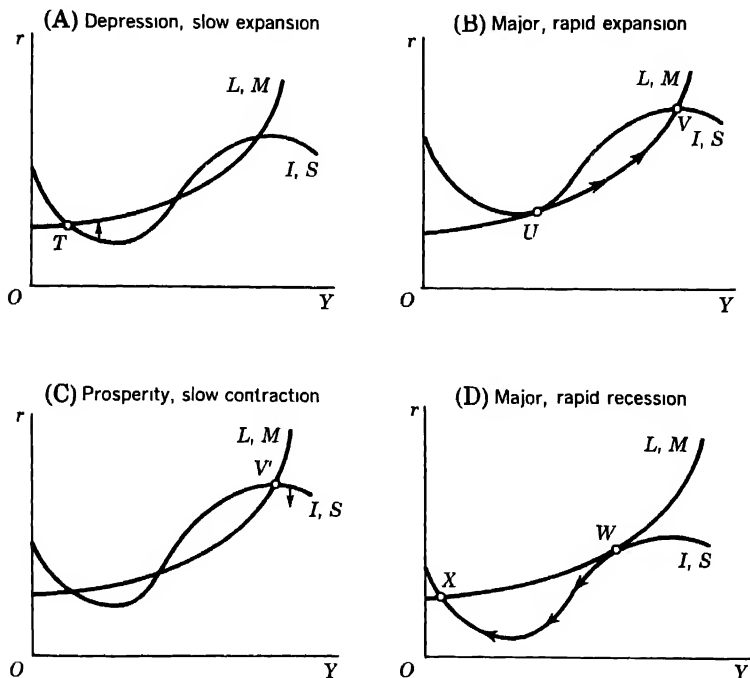 (A) Depression, slow expansion
r
L, M
I, S
T
O
Y
(B) Major, rapid expansion
r
L, M
V
I, S
U
O
Y
(C) Prosperity, slow contraction
r
L, M
V'
I, S
O
Y
(D) Major, rapid recession
r
L, M
W
I, S
X
O
Y